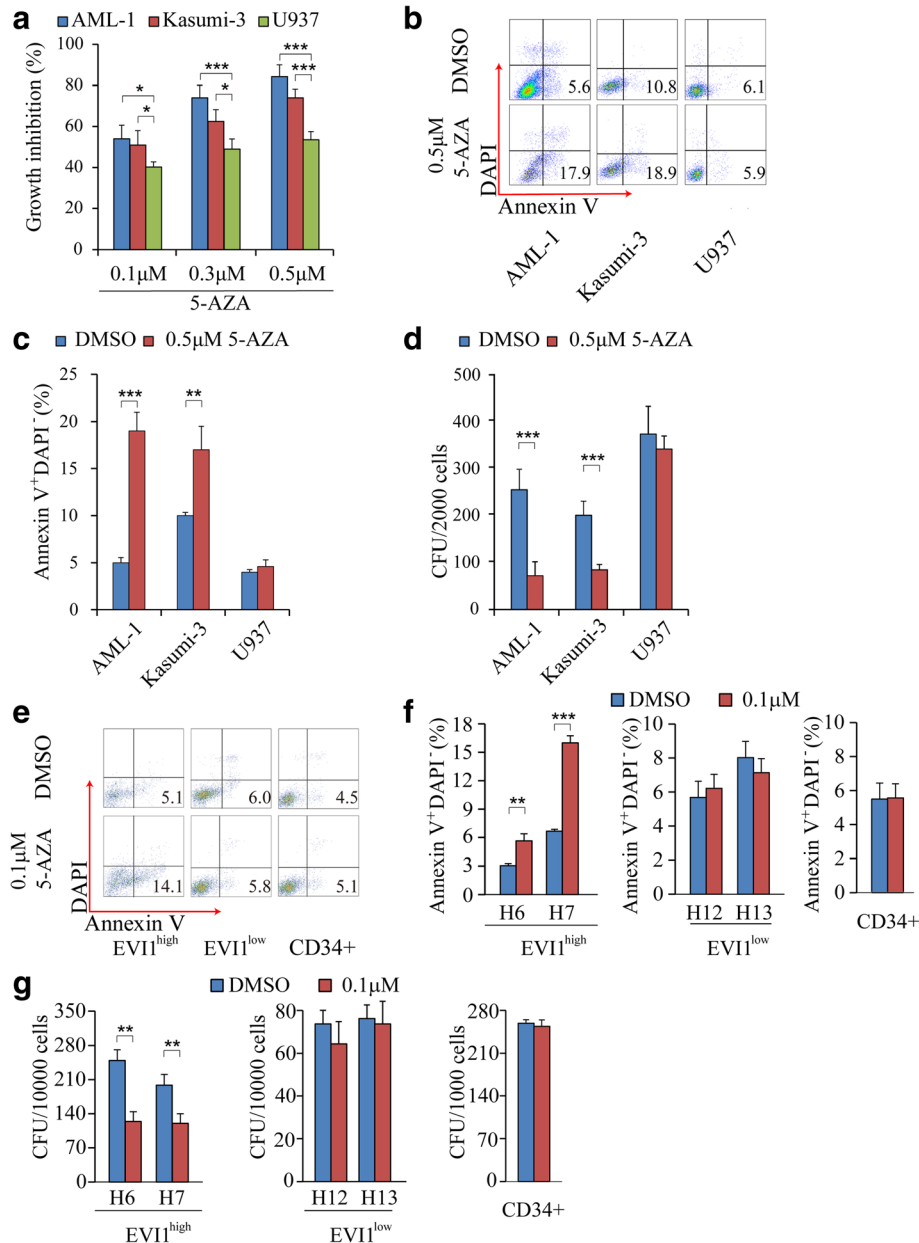 a
AML-1 Kasumi-3 U937
Growth inhibition (%)
100
80
60
40
20
0
* * *** * *** ***
0.1μM 0.3μM 0.5μM
5-AZA
b
DMSO
5.6 10.8 6.1
0.5μM
5-AZA
17.9 18.9 5.9
DAPI
Annexin V
AML-1 Kasumi-3 U937
c
DMSO 0.5μM 5-AZA
Annexin V+DAPI- (%)
25
20
15
10
5
0
*** **
AML-1 Kasumi-3 U937
d
DMSO 0.5μM 5-AZA
CFU/2000 cells
500
400
300
200
100
0
*** ***
AML-1 Kasumi-3 U937
e
DMSO
5.1 6.0 4.5
0.1μM
5-AZA
14.1 5.8 5.1
DAPI
Annexin V
EVI1high EVI1low CD34+
f
DMSO 0.1μM
Annexin V+DAPI- (%)
18
15
12
9
6
3
0
** ***
H6 H7
EVI1high
Annexin V+DAPI- (%)
10
8
6
4
2
0
H12 H13
EVI1low
Annexin V+DAPI- (%)
10
8
6
4
2
0
CD34+
g
DMSO 0.1μM
CFU/10000 cells
350
280
210
140
70
00
** **
H6 H7
EVI1high
CFU/10000 cells
80
60
40
20
0
H12 H13
EVI1low
CFU/1000 cells
280
210
140
70
0
CD34+